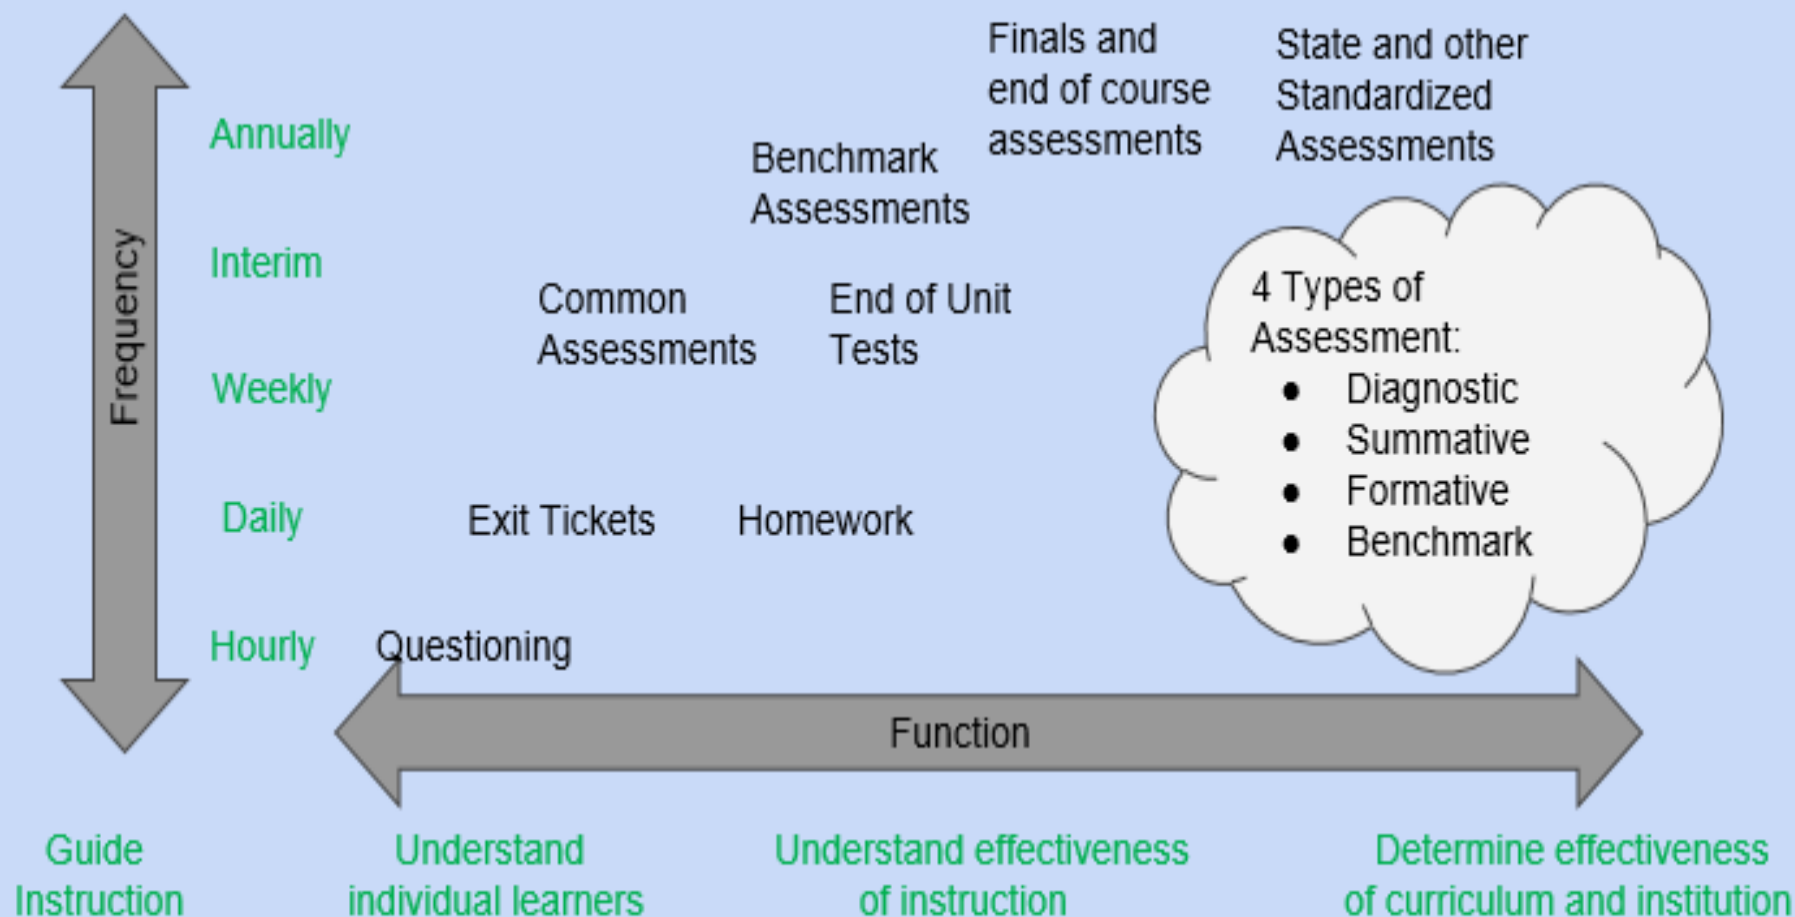 Finals and
end of course
assessments
State and other
Standardized
Assessments
Annually
Benchmark
Assessments
Frequency
Interim
Common
Assessments
End of Unit
Tests
4 Types of
Assessment:
● Diagnostic
● Summative
● Formative
● Benchmark
Weekly
Daily
Exit Tickets
Homework
Hourly
Questioning
Function
Guide
Instruction
Understand
individual learners
Understand effectiveness
of instruction
Determine effectiveness
of curriculum and institution